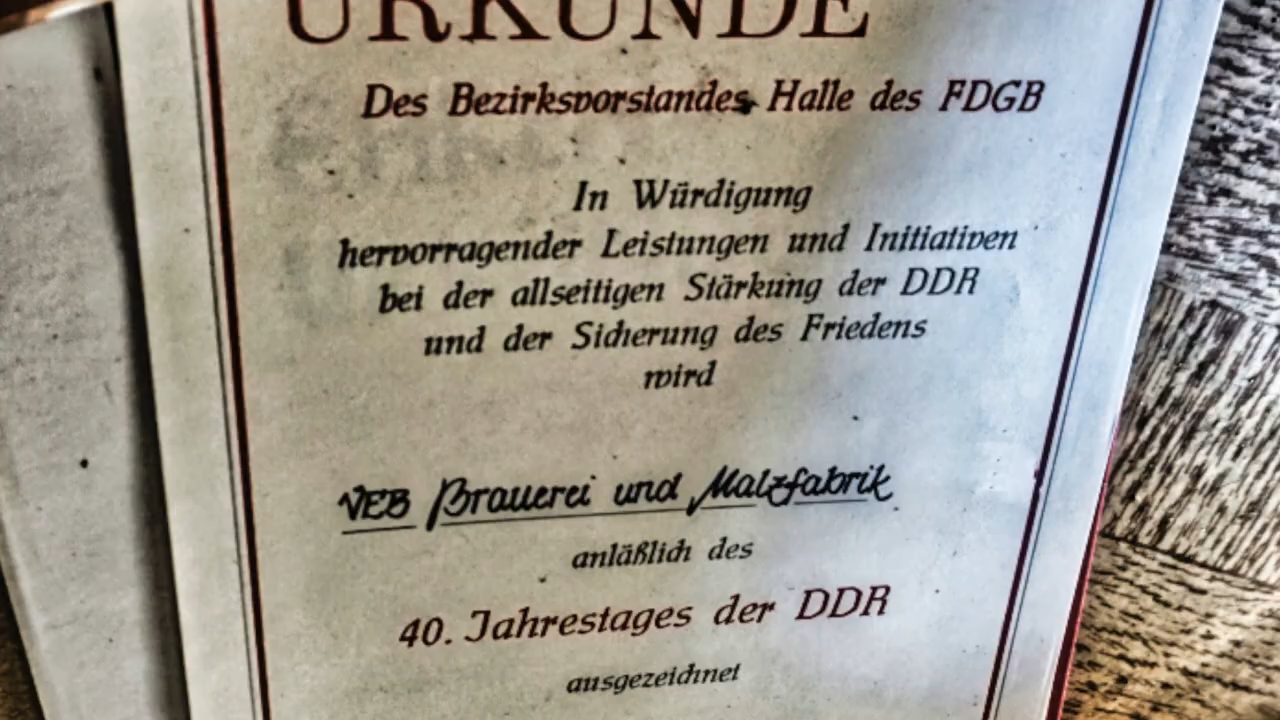 URKUNDE
Des Bezirksvorstandes Halle des FDGB
In Würdigung
hervorragender Leistungen und Initiativen
bei der allseitigen Stärkung der DDR
und der Sicherung des Friedens
wird
VEB Brauerei und Malzfabrik
anläßlich des
40. Jahrestages der DDR
ausgezeichnet